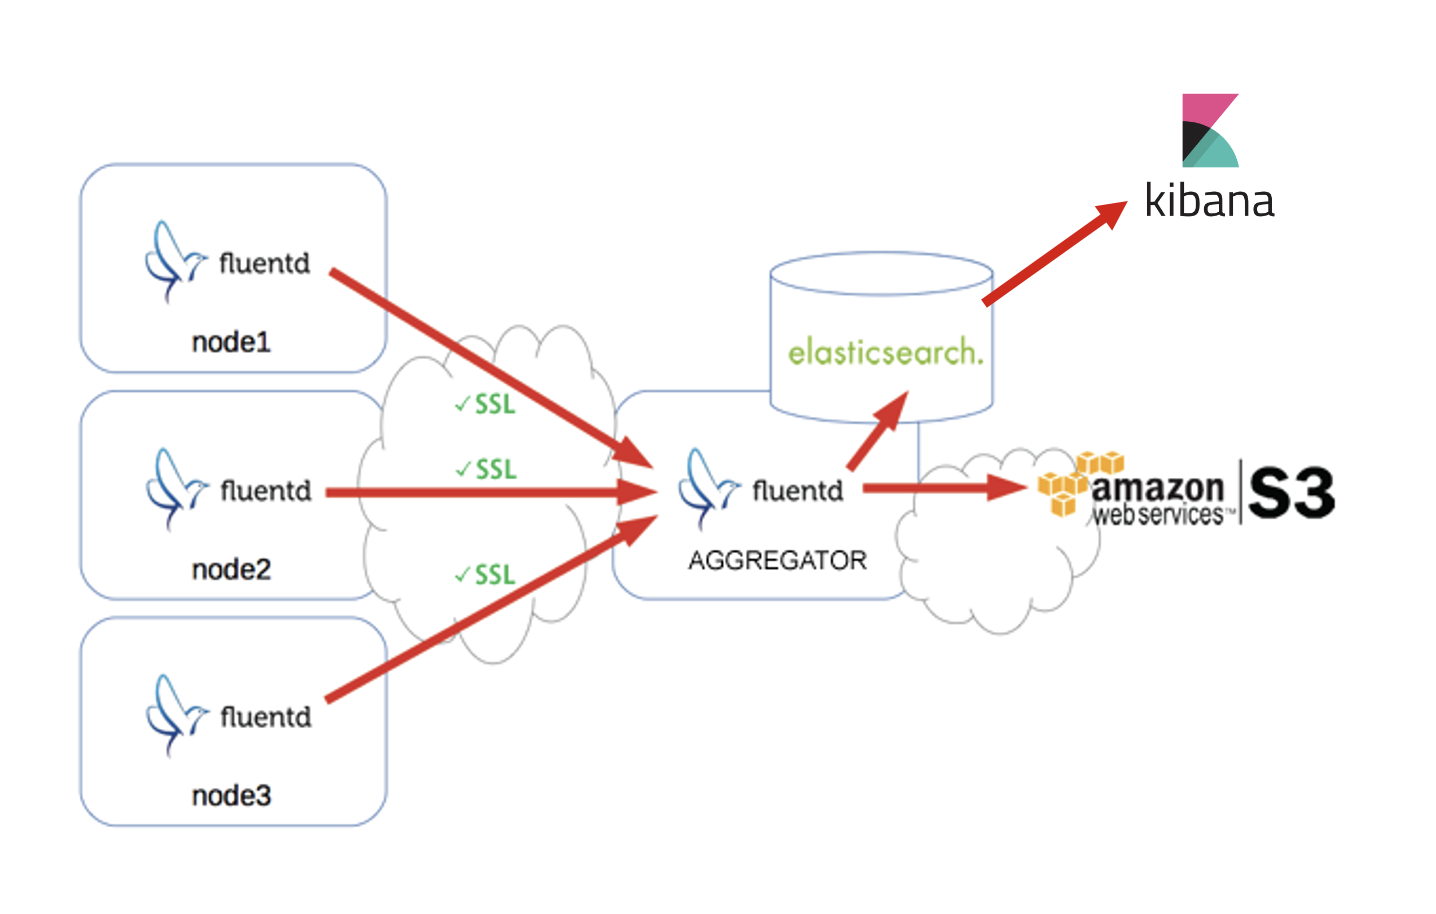 kibana
fluentd
node1
elasticsearch.
✓SSL
✓SSL
fluentd
node2
fluentd
AGGREGATOR
amazon
webservices™
S3
✓SSL
fluentd
node3